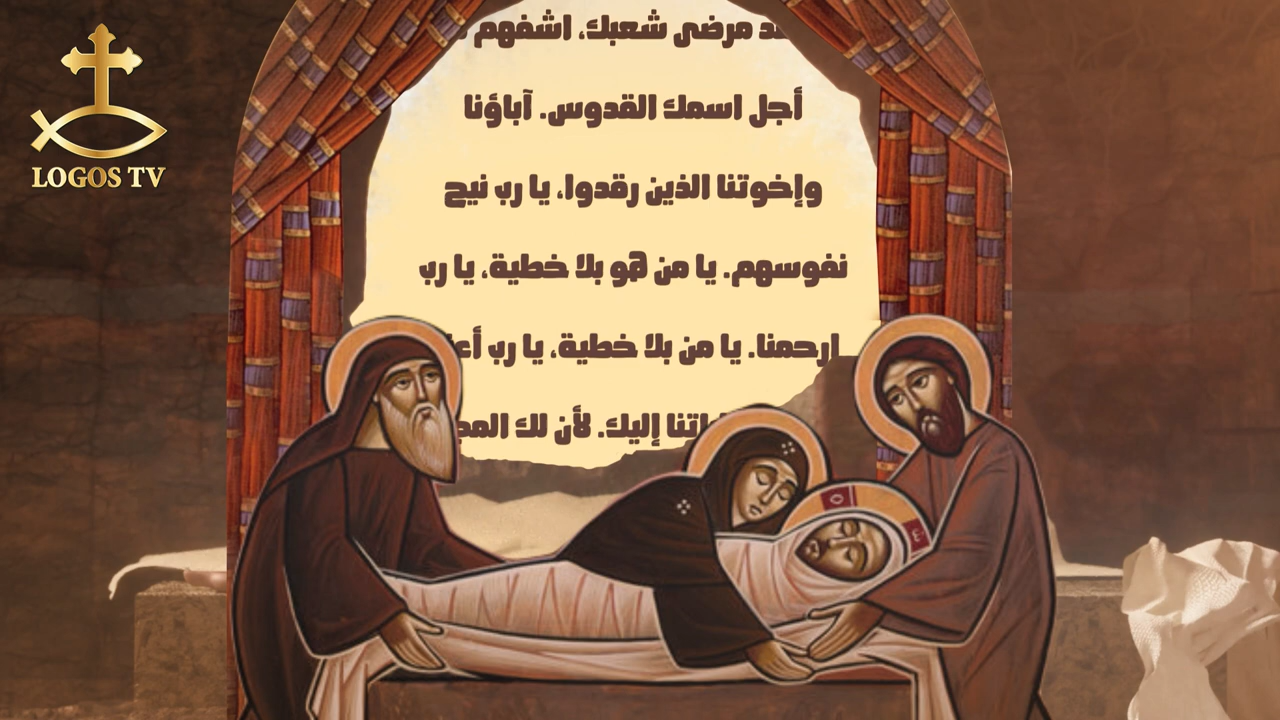 LOGOS TV
مرضى شعبك، اشفهم
أجل اسمك القدوس. آباؤنا
وإخوتنا الذين رقدوا، يا رب نيح
نفوسهم. يا من هو بلا خطية، يا رب
ارحمنا. يا من بلا خطية، يا رب
إليك. لأن لك